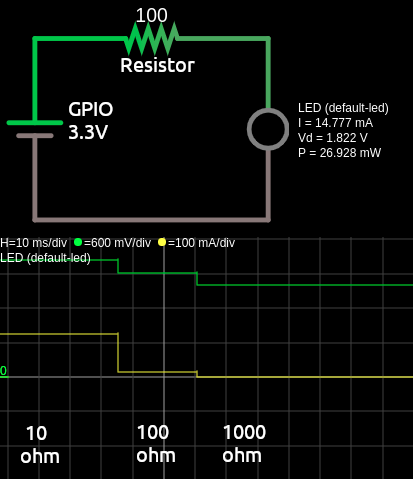 100
Resistor
GPIO
3.3V
LED (default-led)
I = 14.777 mA
Vd = 1.822 V
P = 26.928 mW
H=10 ms/div =600 mV/div =100 mA/div
LED (default-led)
0
10
ohm
100
ohm
1000
ohm